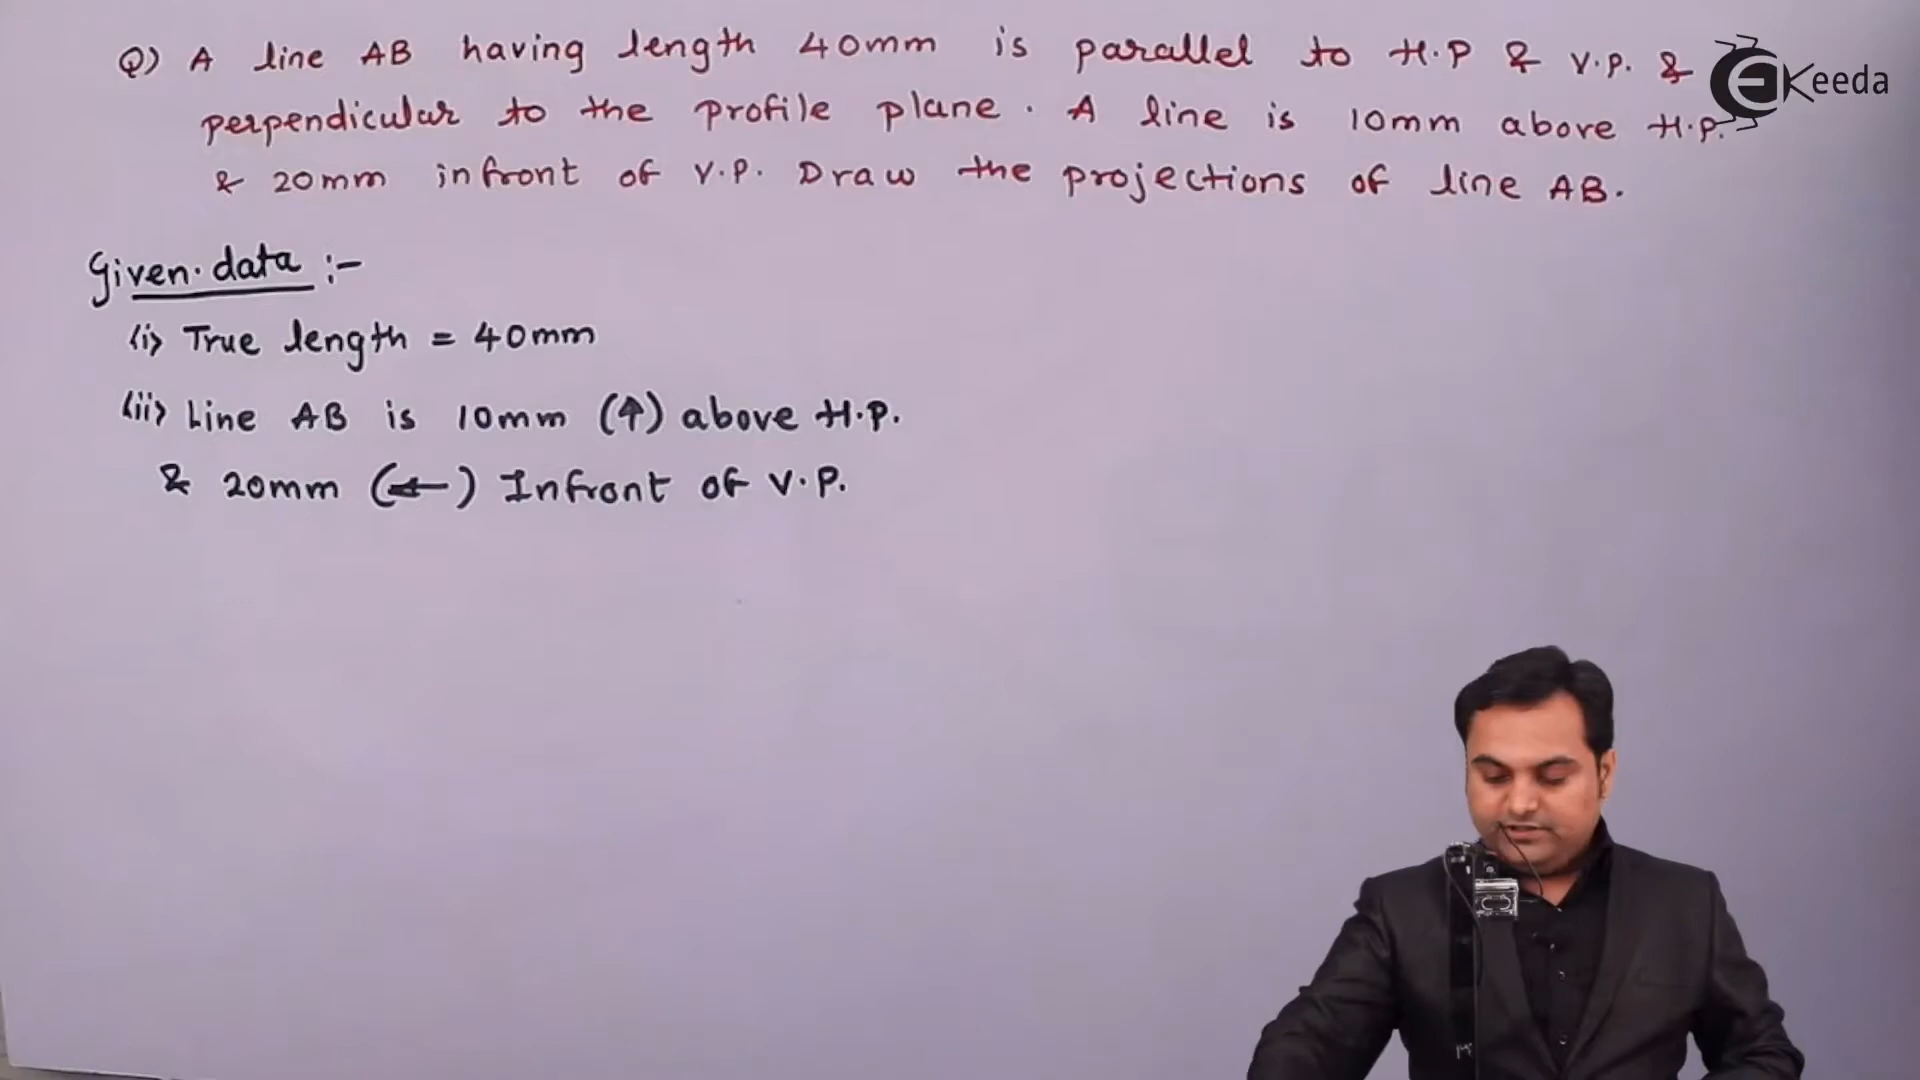 Q) A line AB having length 40mm is parallel to H.P & V.P. &
perpendicular to the profile plane. A line is 10mm above H.P.
& 20mm infront of V.P. Draw the projections of line AB.
EKeeda
Given data :-
(i) True length = 40mm
(ii) Line AB is 10mm (↑) above H.P.
& 20mm (←) Infront of V.P.